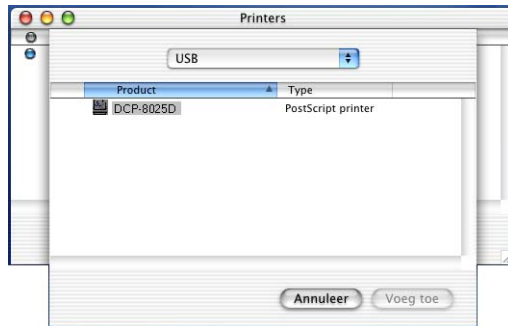 Printers
USB
Product Type
DCP-8025D PostScript printer
Annuleer Voeg toe